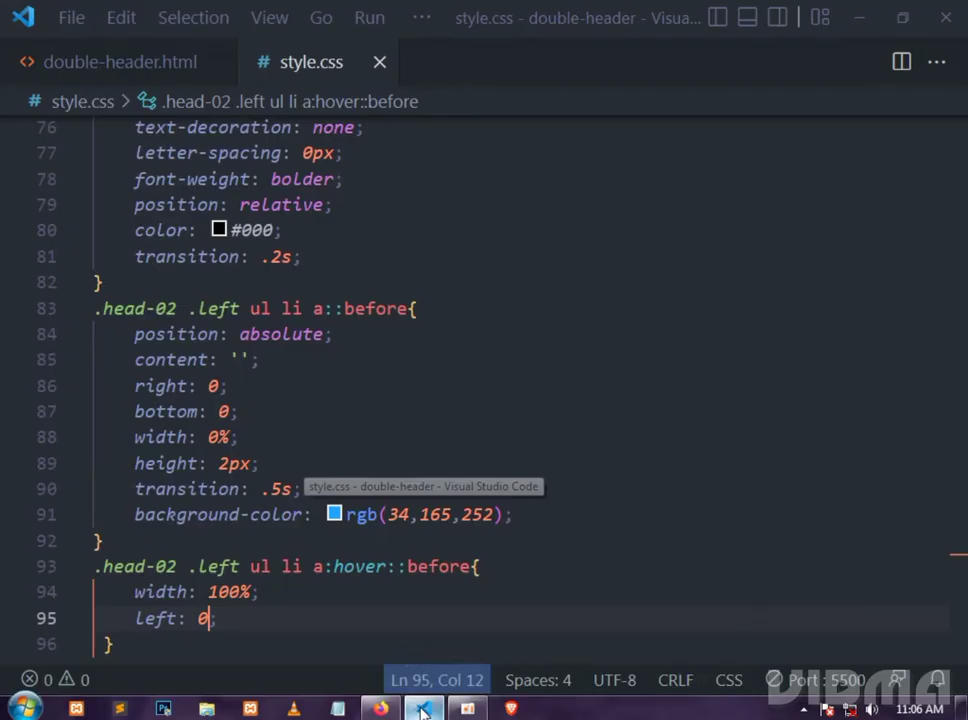 File Edit Selection View Go Run ··· style.css - double-header - Visua...
double-header.html # style.css
# style.css > .head-02 .left ul li a:hover::before
76 text-decoration: none;
77 letter-spacing: 0px;
78 font-weight: bolder;
79 position: relative;
80 color: #000;
81 transition: .2s;
82 }
83 .head-02 .left ul li a::before{
84 position: absolute;
85 content: '';
86 right: 0;
87 bottom: 0;
88 width: 0%;
89 height: 2px;
90 transition: .5s;
style.css - double-header - Visual Studio Code
91 background-color: rgb(34,165,252);
92 }
93 .head-02 .left ul li a:hover::before{
94 width: 100%;
95 left: 0;
96 }
0 0 Ln 95, Col 12 Spaces: 4 UTF-8 CRLF CSS Port : 5500
VIDMA
11:06 AM